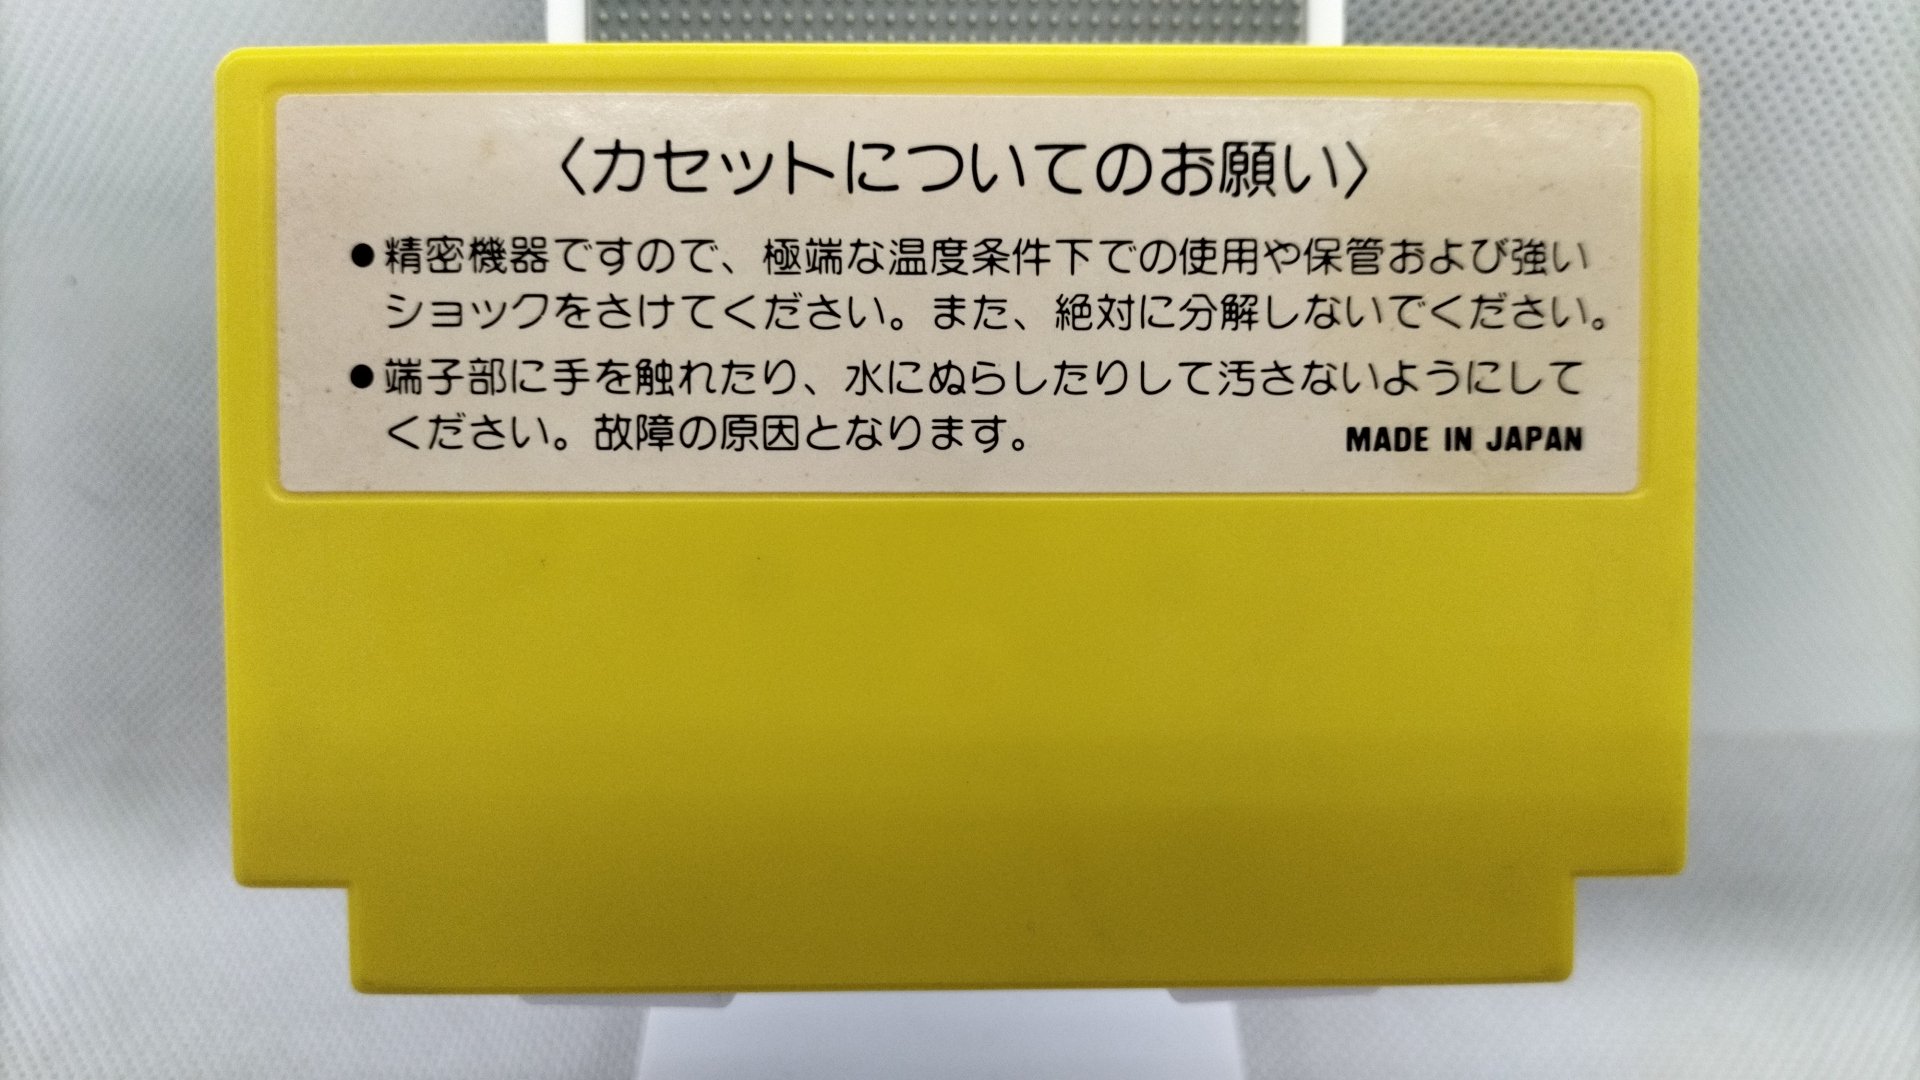 〈カセットについてのお願い〉
●精密機器ですので、極端な温度条件下での使用や保管および強い
ショックをさけてください。また、絶対に分解しないでください。
●端子部に手を触れたり、水にぬらしたりして汚さないようにして
ください。故障の原因となります。
MADE IN JAPAN